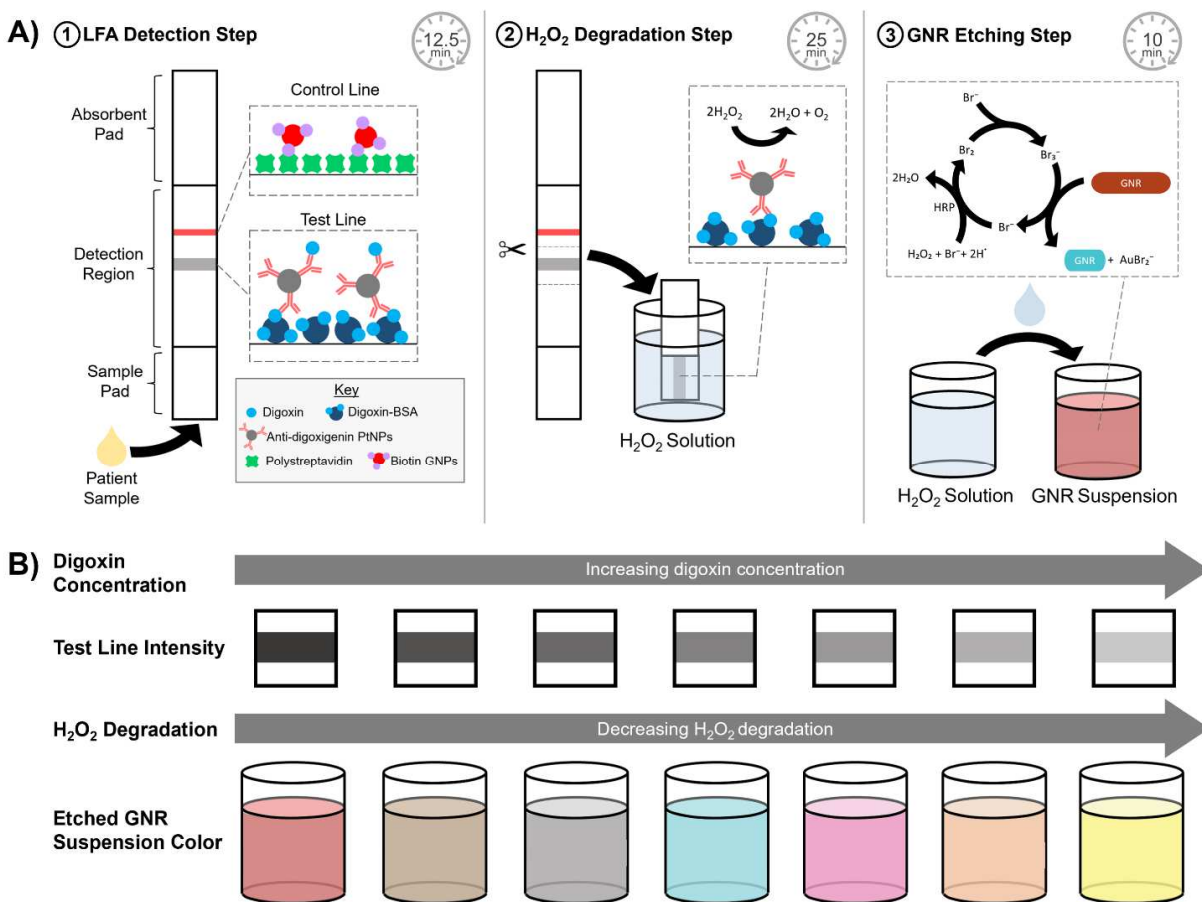 A)
① LFA Detection Step
12.5
min
Absorbent
Pad
Detection
Region
Sample
Pad
Patient
Sample
Control Line
Test Line
Key
Digoxin
Digoxin-BSA
Anti-digoxigenin PtNPs
Polystreptavidin
Biotin GNPs
② H₂O₂ Degradation Step
25
min
2H₂O₂
2H₂O + O₂
H₂O₂ Solution
③ GNR Etching Step
10
min
Br⁻
Br₂
Br₃⁻
2H₂O
HRP
Br⁻
GNR
H₂O₂ + Br⁻ + 2H⁺
GNR + AuBr₂⁻
H₂O₂ Solution
GNR Suspension
B)
Digoxin
Concentration
Increasing digoxin concentration
Test Line Intensity
H₂O₂ Degradation
Decreasing H₂O₂ degradation
Etched GNR
Suspension Color